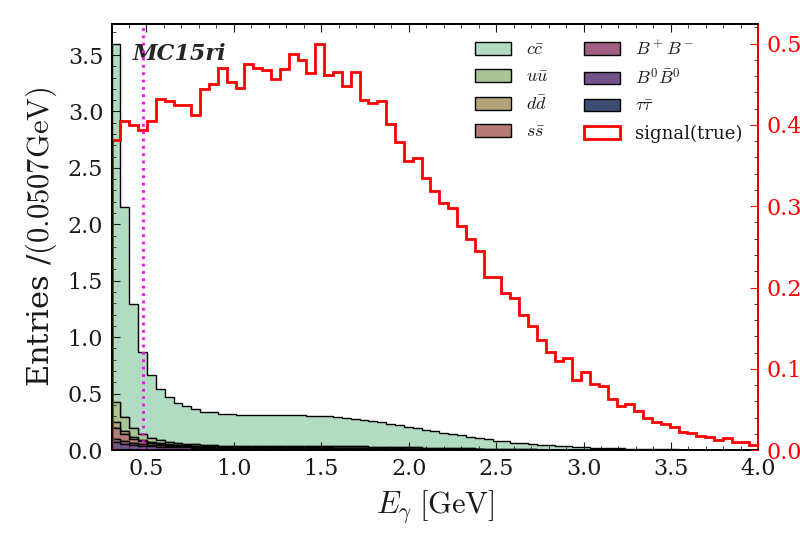 MC15ri
cc̄
uū
dd̄
ss̄
B⁺B⁻
B⁰B̄⁰
ττ̄
signal(true)
Entries /(0.0507GeV)
3.5
3.0
2.5
2.0
1.5
1.0
0.5
0.0
0.5
0.4
0.3
0.2
0.1
0.0
0.5 1.0 1.5 2.0 2.5 3.0 3.5 4.0
E_γ [GeV]